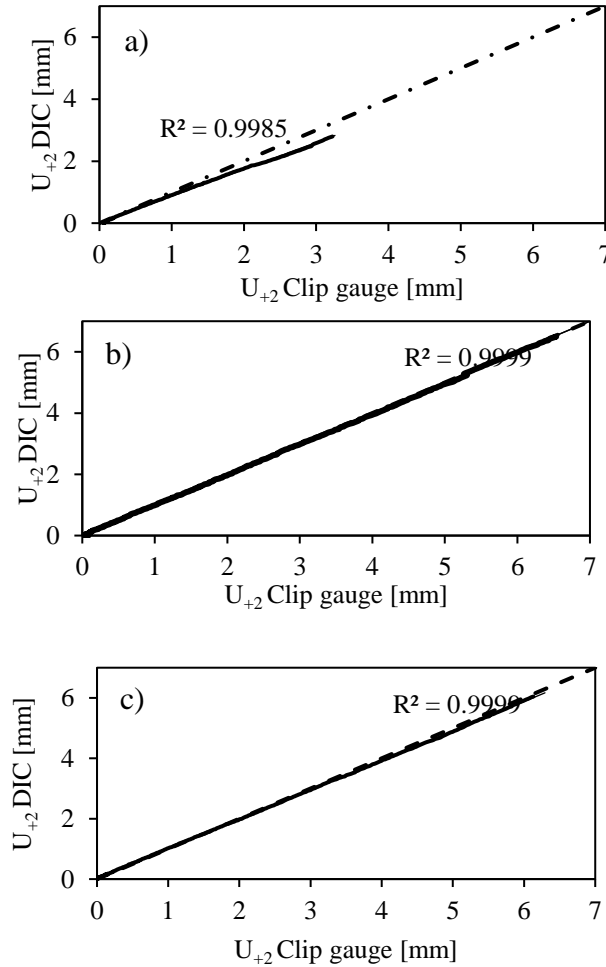 a)
6
4
2
0
U+2 DIC [mm]
R² = 0.9985
0 1 2 3 4 5 6 7
U+2 Clip gauge [mm]
b)
6
4
2
0
U+2 DIC [mm]
R² = 0.9999
0 1 2 3 4 5 6 7
U+2 Clip gauge [mm]
c)
6
4
2
0
U+2 DIC [mm]
R² = 0.9999
0 1 2 3 4 5 6 7
U+2 Clip gauge [mm]